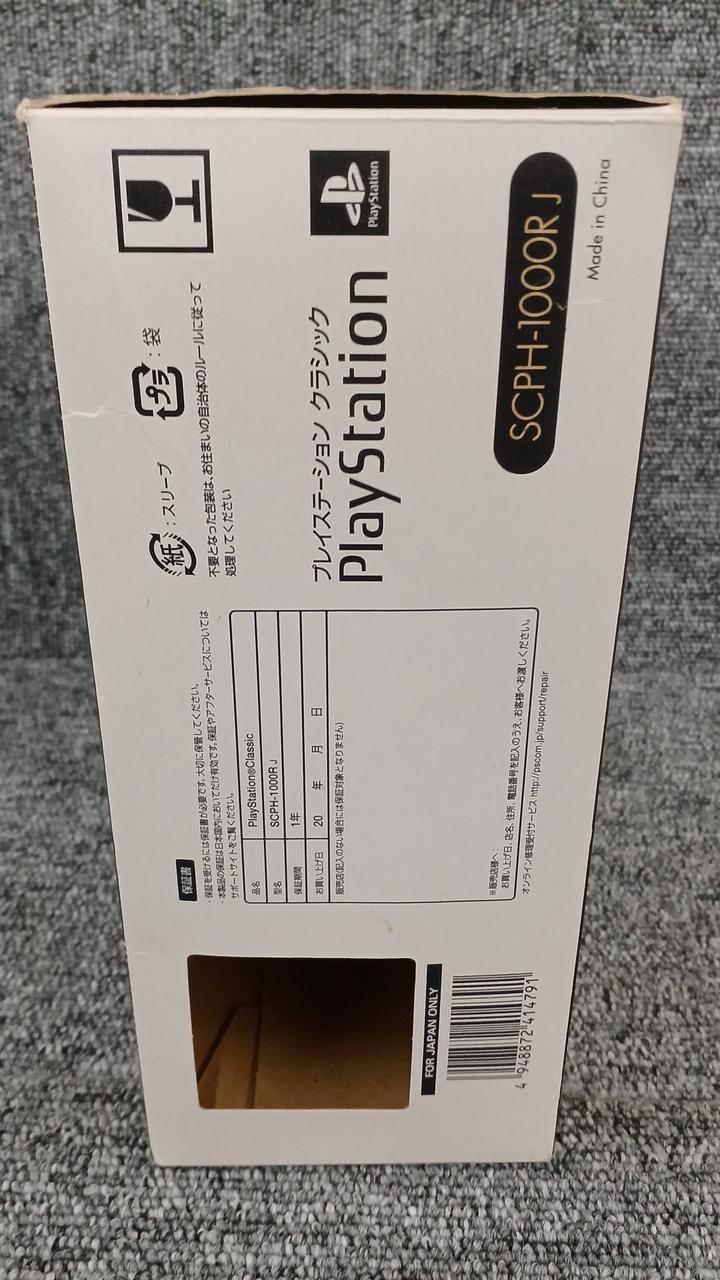 紙 : スリーブ プラ : 袋
不要となった包装は、お住まいの自治体のルールに従って
処理してください
プレイステーション クラシック
PlayStation
PlayStation
SCPH-1000R J
Made in China
保証書
・保証を受けるには保証書が必要です。大切に保管してください。
・本製品の保証は日本国内においてだけ有効です。保証やアフターサービスについては
サポートサイトをご覧ください。
品名 PlayStation®Classic
型名 SCPH-1000R J
保証期間 1年
お買い上げ日 20 年 月 日
販売店(記入のない場合には保証対象となりません)
※販売店様へ:
お買い上げ日、店名、住所、電話番号を記入のうえ、お客様へお渡しください。
オンライン修理受付サービス http://pscom.jp/support/repair
FOR JAPAN ONLY
4 948872 414791